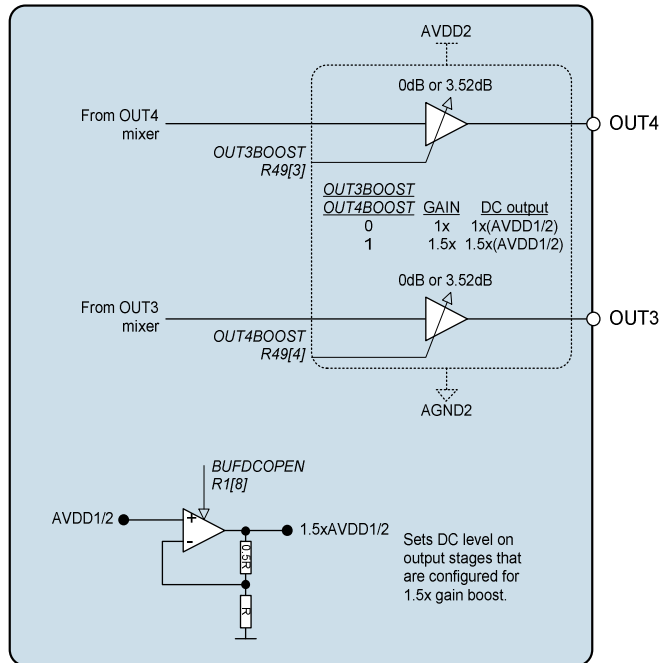 AVDD2
0dB or 3.52dB
From OUT4
mixer
OUT4
OUT3BOOST
R49[3]
OUT3BOOST
OUT4BOOST GAIN DC output
0 1x 1x(AVDD1/2)
1 1.5x 1.5x(AVDD1/2)
0dB or 3.52dB
From OUT3
mixer
OUT3
OUT4BOOST
R49[4]
AGND2
BUFDCOPEN
R1[8]
AVDD1/2
+
-
1.5xAVDD1/2
0.5R
R
Sets DC level on
output stages that
are configured for
1.5x gain boost.